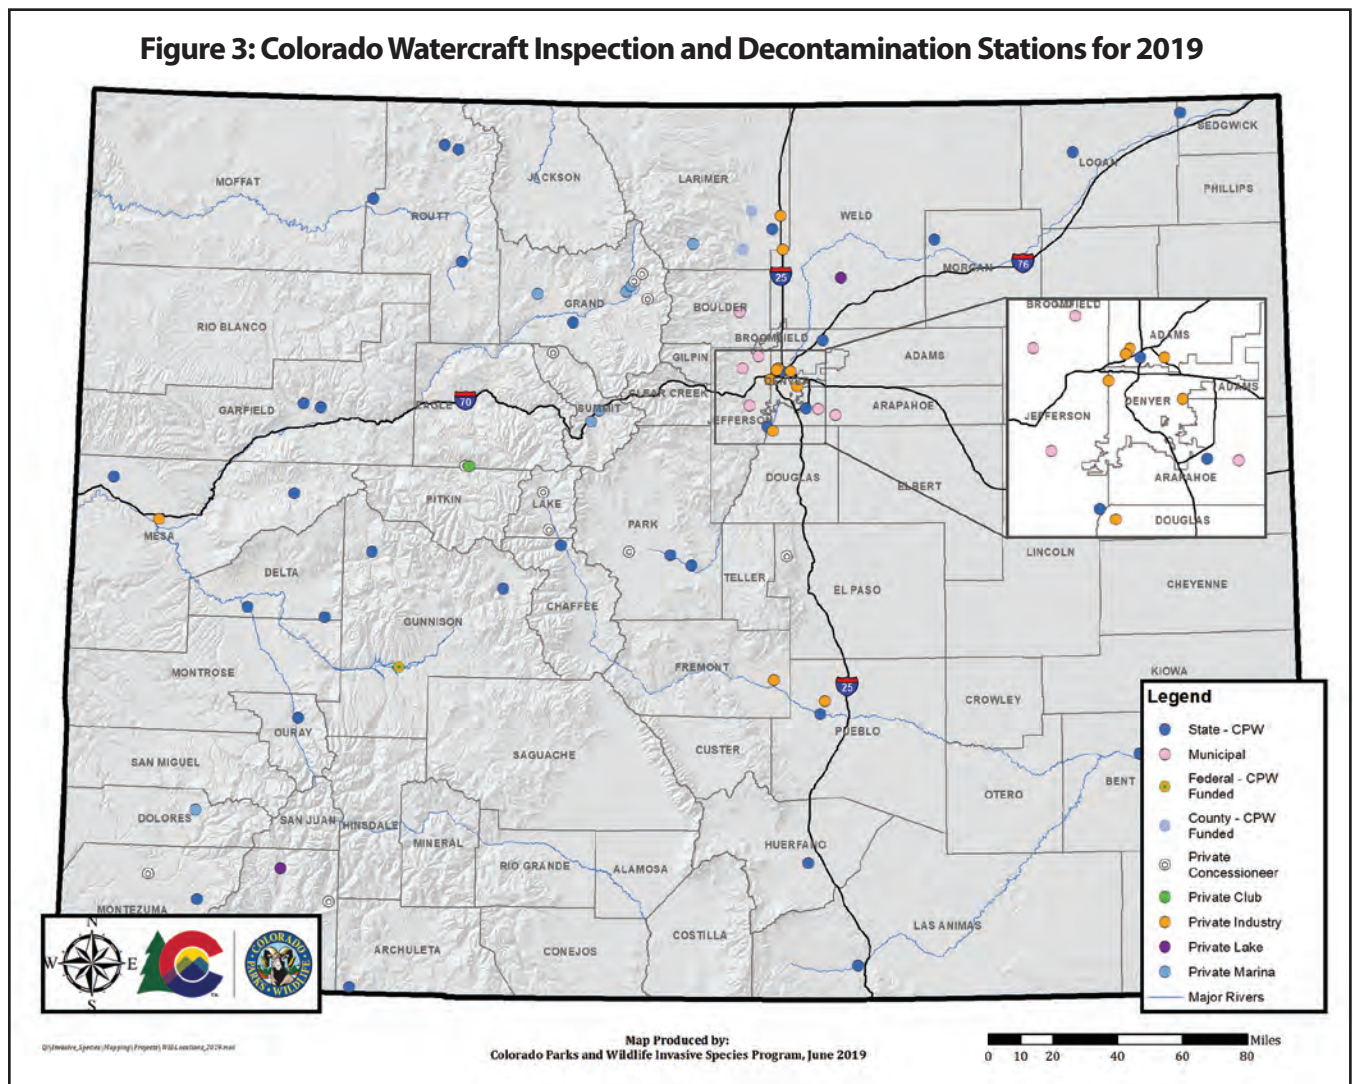 Figure 3: Colorado Watercraft Inspection and Decontamination Stations for 2019
SEDGWICK
LOGAN
JACKSON
LARIMER
MOFFAT
PHILLIPS
ROUTT
WELD
MORGAN
76
25
GRAND
BOULDER
BROOMFIELD
RIO BLANCO
BROOMFIELD
ADAMS
GILPIN
ADAMS
ADAMS
CLEAR CREEK
DENVER
70
EAGLE
GARFIELD
SUMMIT
JEFFERSON
ARAPAHOE
DENVER
JEFFERSON
ARAPAHOE
DOUGLAS
DOUGLAS
ELBERT
PITKIN
LAKE
PARK
MESA
LINCOLN
DELTA
TELLER
EL PASO
CHEYENNE
CHAFFEE
GUNNISON
MONTROSE
FREMONT
KIOWA
25
CROWLEY
OURAY
PUEBLO
SAGUACHE
CUSTER
SAN MIGUEL
BENT
OTERO
DOLORES
SAN JUAN
HINSDALE
MINERAL
HUERFANO
RIO GRANDE
ALAMOSA
MONTEZUMA
LAS ANIMAS
COSTILLA
ARCHULETA
CONEJOS
Legend
State - CPW
Municipal
Federal - CPW
Funded
County - CPW
Funded
Private
Concessioneer
Private Club
Private Industry
Private Lake
Private Marina
Major Rivers
N
W
E
S
COLORADO
PARKS
WILDLIFE
Map Produced by:
Colorado Parks and Wildlife Invasive Species Program, June 2019
Miles
0 10 20 40 60 80